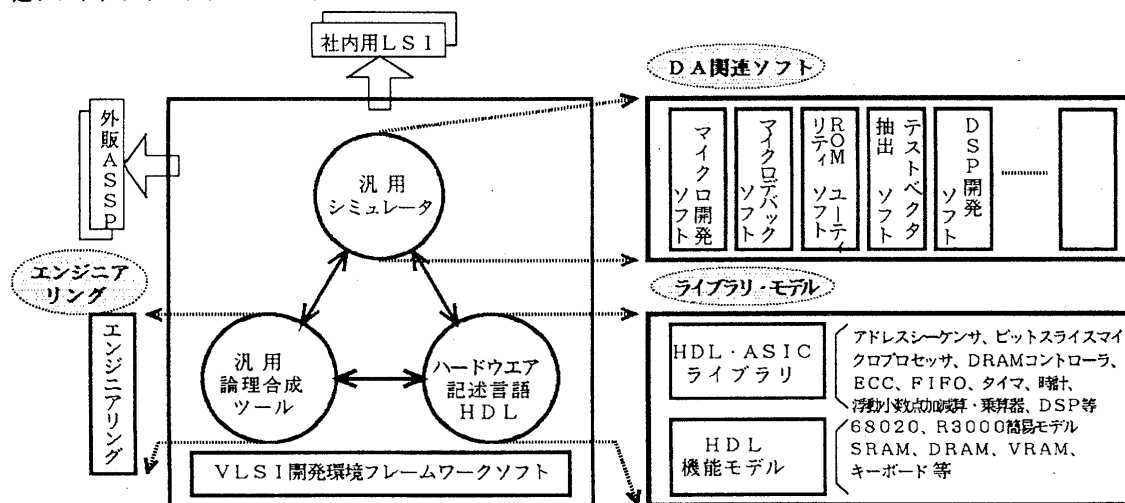 社内用LSI
DA関連ソフト
外販ASSP
マイクロ開発
ソフト
マイクロデバック
ソフト
ROM ユーティ
リティ ソフト
テストベクタ
抽出 ソフト
DSP開発
ソフト
汎用
シミュレータ
エンジニア
リング
ライブラリ・モデル
エンジニアリング
汎用
論理合成
ツール
ハードウエア
記述言語
HDL
HDL・ASIC
ライブラリ
アドレスシーケンサ、ビットスライスマイ
クロプロセッサ、DRAMコントローラ、
ECC、FIFO、タイマ、時計、
浮動小数点加減算・乗算器、DSP等
HDL
機能モデル
68020、R3000簡易モデル
SRAM、DRAM、VRAM、
キーボード等
VLSI開発環境フレームワークソフト